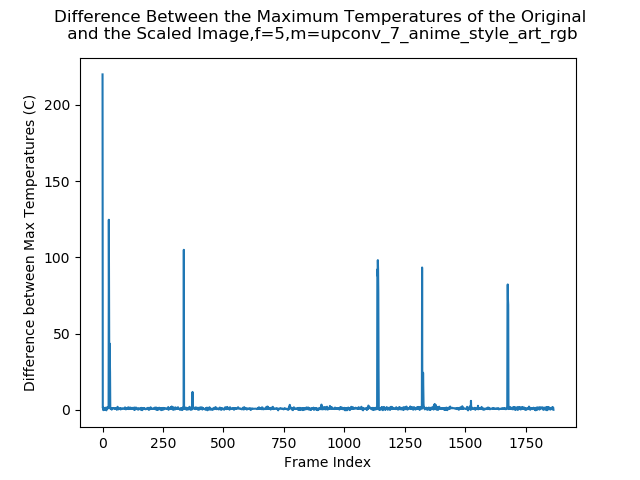 Difference Between the Maximum Temperatures of the Original
and the Scaled Image,f=5,m=upconv_7_anime_style_art_rgb
Difference between Max Temperatures (C)
200
150
100
50
0
0 250 500 750 1000 1250 1500 1750
Frame Index